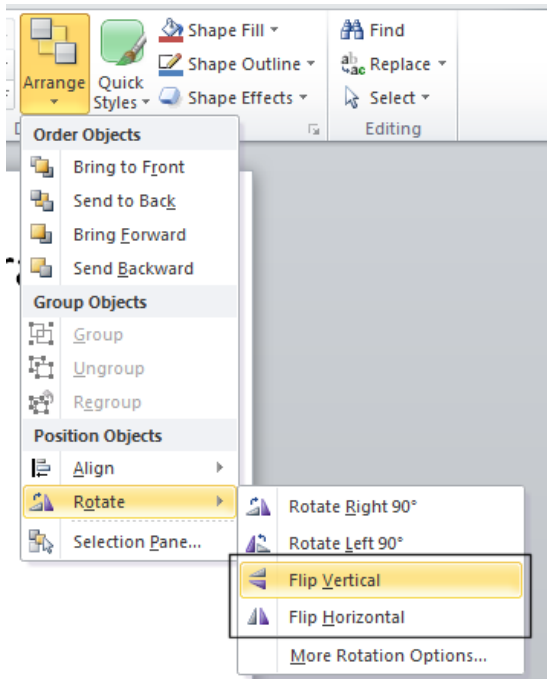 Shape Fill
Find
Shape Outline
Replace
Arrange
Quick
Styles
Shape Effects
Select
Editing
Order Objects
Bring to Front
Send to Back
Bring Forward
Send Backward
Group Objects
Group
Ungroup
Regroup
Position Objects
Align
Rotate
Selection Pane...
Rotate Right 90°
Rotate Left 90°
Flip Vertical
Flip Horizontal
More Rotation Options...